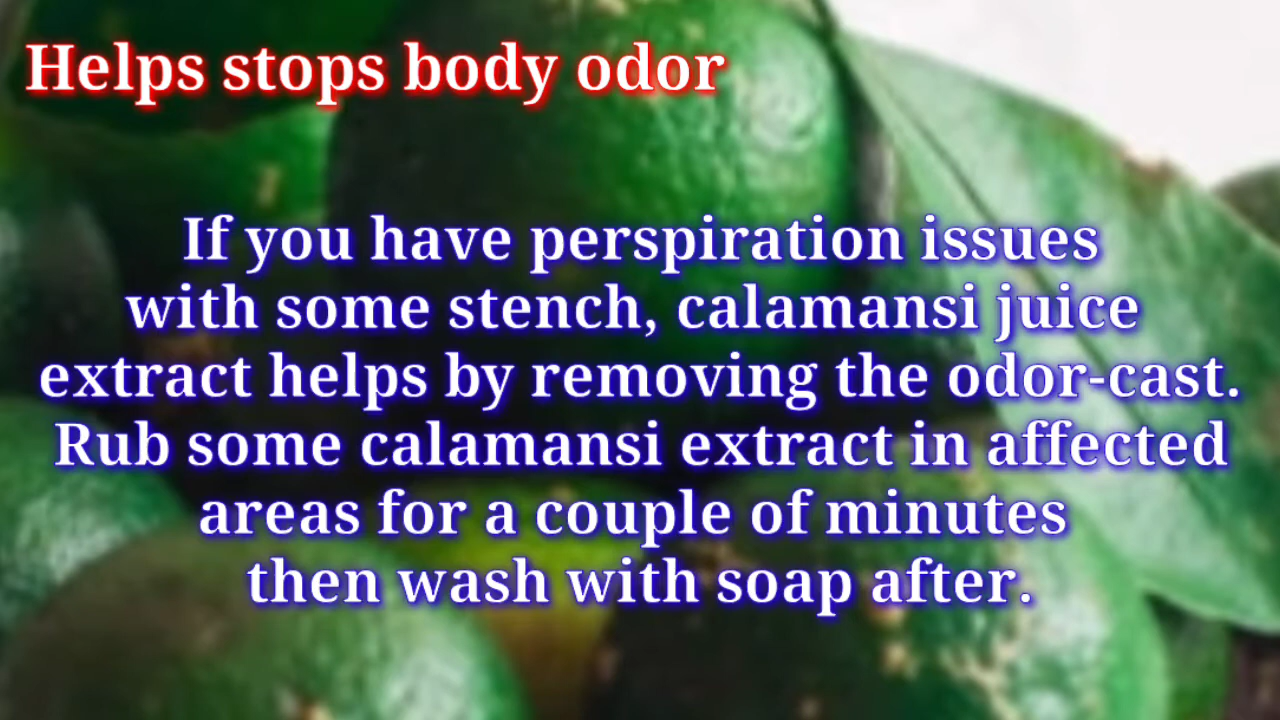 Helps stops body odor
If you have perspiration issues
with some stench, calamansi juice
extract helps by removing the odor-cast.
Rub some calamansi extract in affected
areas for a couple of minutes
then wash with soap after.